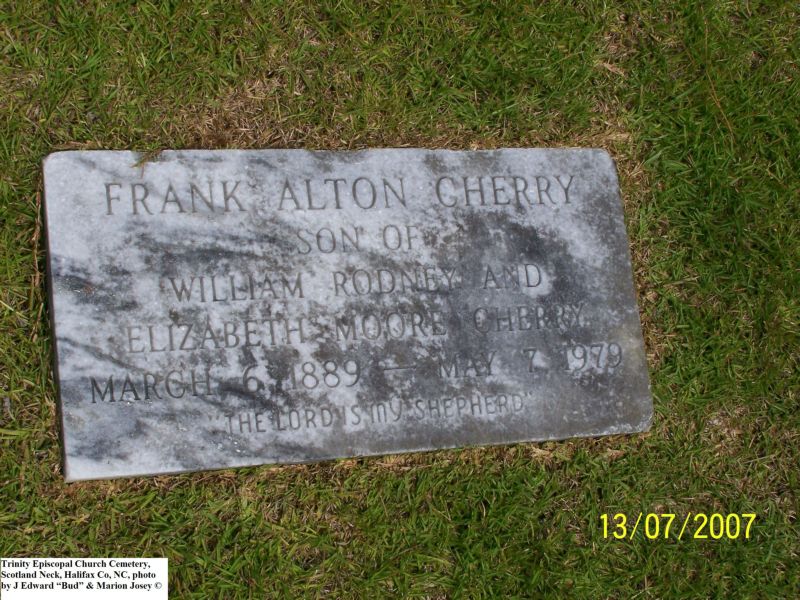 FRANK ALTON CHERRY
SON OF
WILLIAM RODNEY AND
ELIZABETH MOORE CHERRY
MARCH 6, 1889 — MAY 7, 1979
"THE LORD IS MY SHEPHERD"
13/07/2007
Trinity Episcopal Church Cemetery,
Scotland Neck, Halifax Co, NC, photo
by J Edward “Bud” & Marion Josey ©